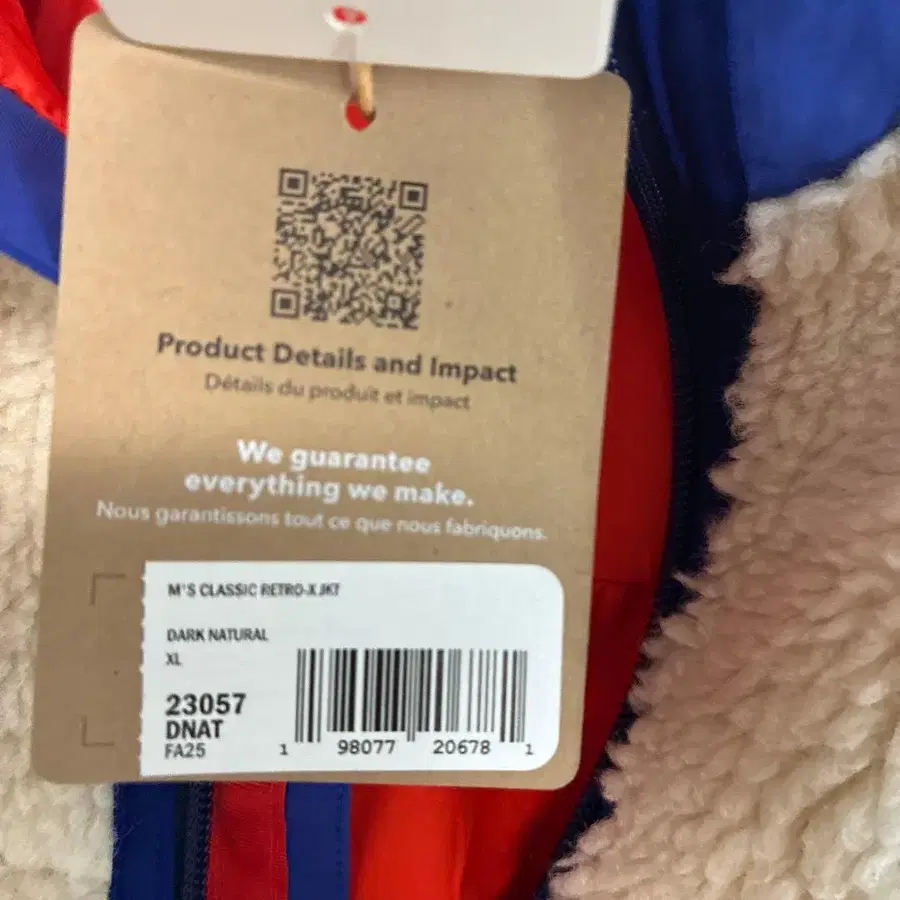 Product Details and Impact
Détails du produit et impact
We guarantee
everything we make.
Nous garantissons tout ce que nous fabriquons.
M'S CLASSIC RETRO-X JKT
DARK NATURAL
XL
23057
DNAT
FA25
1 98077 20678 1